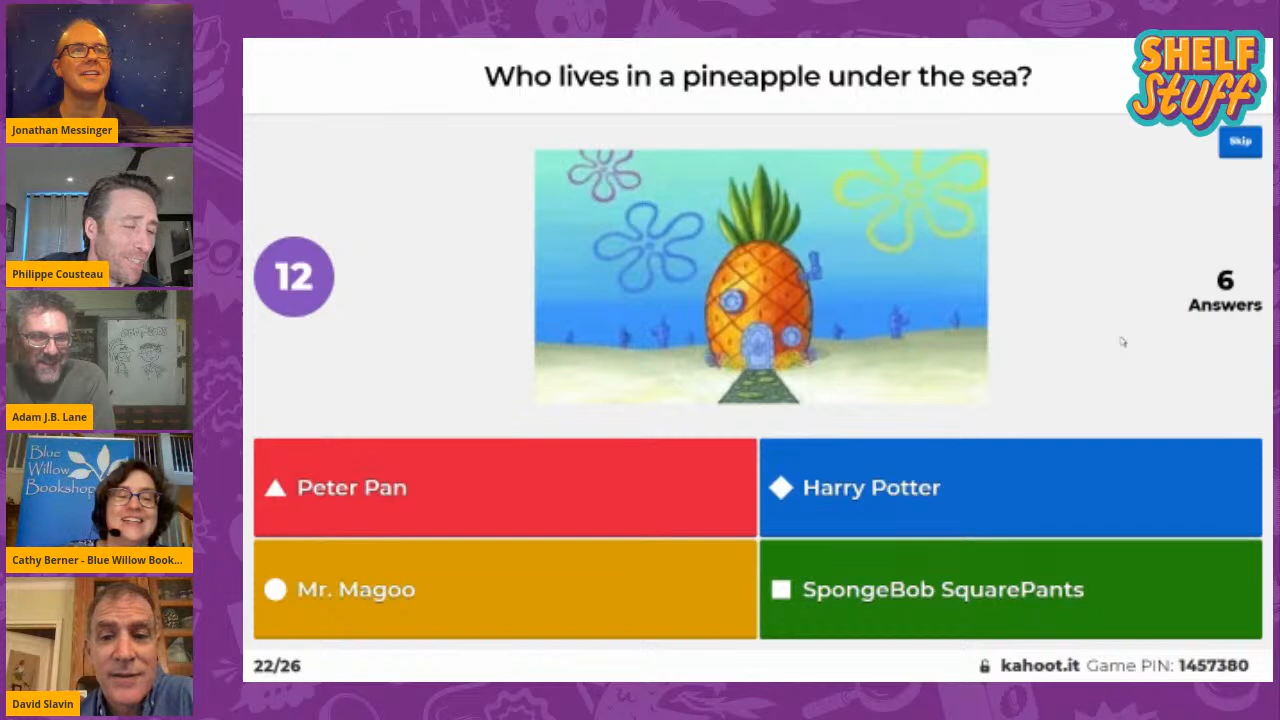 Jonathan Messinger
Philippe Cousteau
Adam J.B. Lane
Blue
Willow
Bookshop
Cathy Berner - Blue Willow Book...
David Slavin
Who lives in a pineapple under the sea?
SHELF
Stuff
Skip
12
6
Answers
Peter Pan
Harry Potter
Mr. Magoo
SpongeBob SquarePants
22/26
kahoot.it Game PIN: 1457380